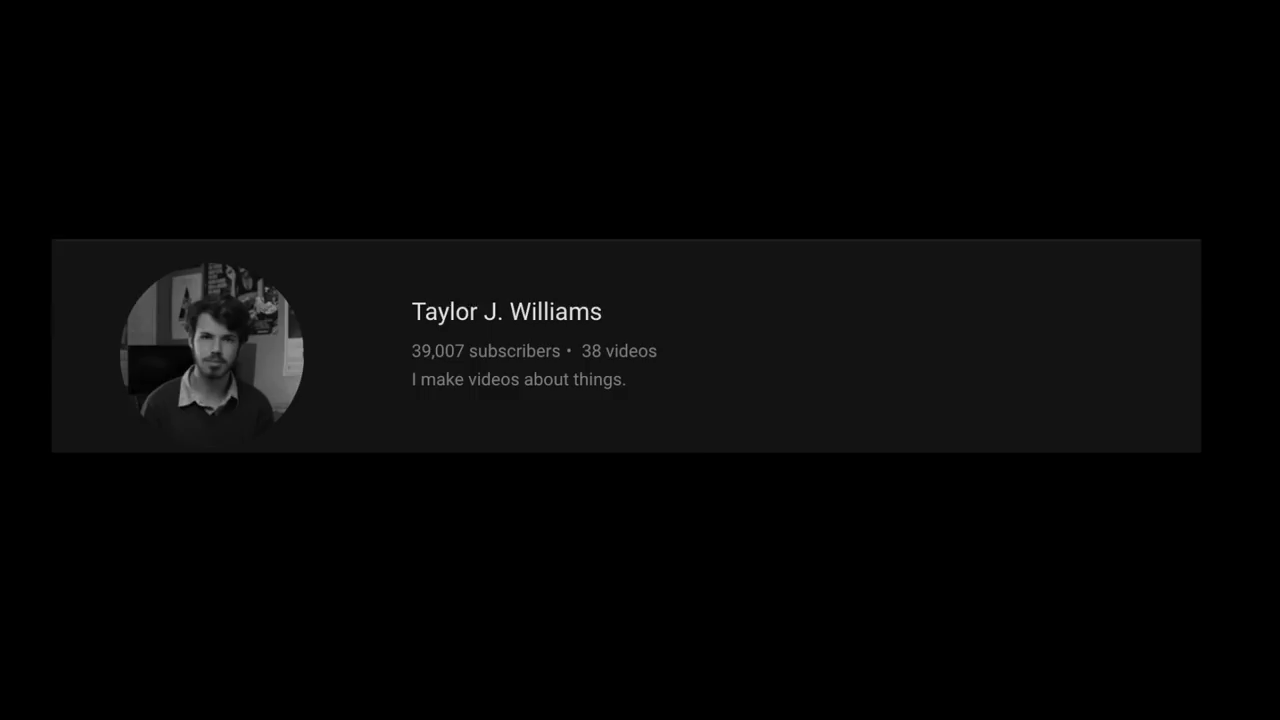 Taylor J. Williams
39,007 subscribers • 38 videos
I make videos about things.